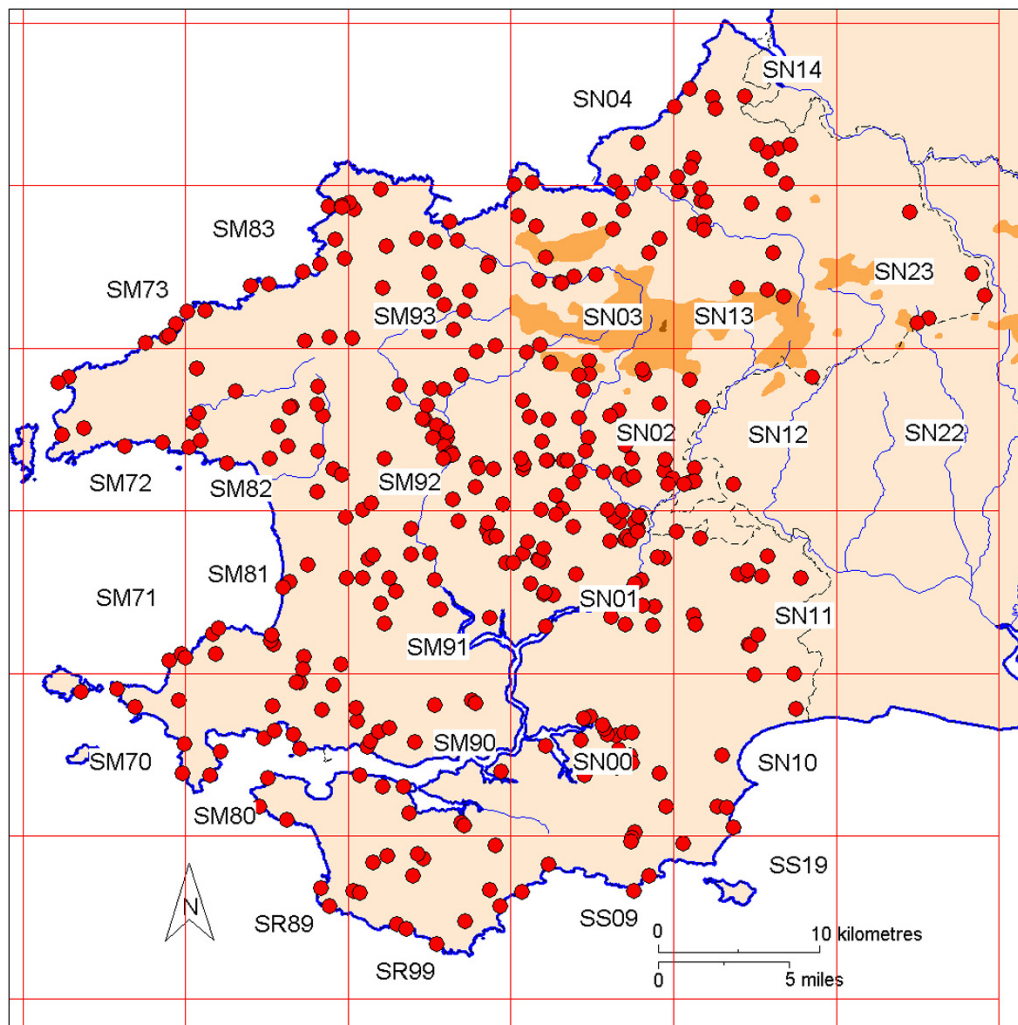 SN14
SN04
SM83
SN23
SM73
SM93
SN03
SN13
SN02
SN12
SN22
SM72
SM82
SM92
SM81
SM71
SN01
SN11
SM91
SM90
SN00
SN10
SM70
SM80
SS19
N
SR89
SS09
0
10 kilometres
0
5 miles
SR99